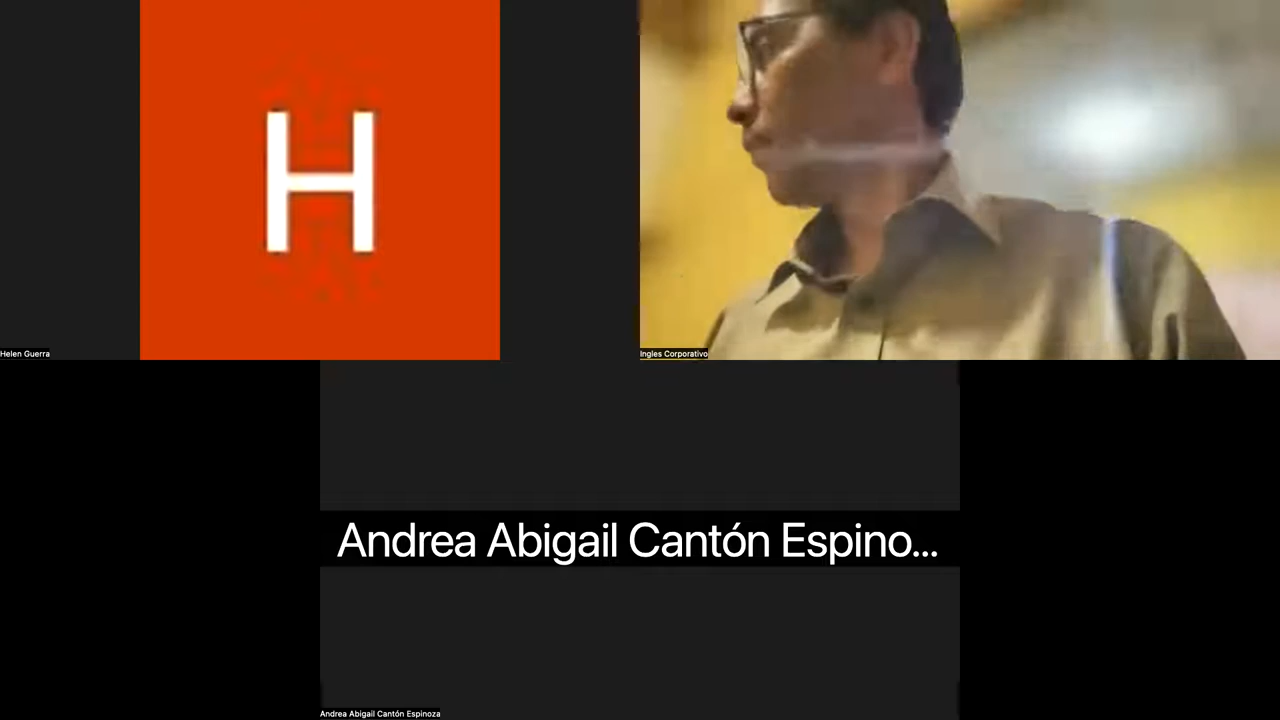 H
Helen Guerra
Ingles Corporativo
Andrea Abigail Cantón Espino...
Andrea Abigail Cantón Espinoza